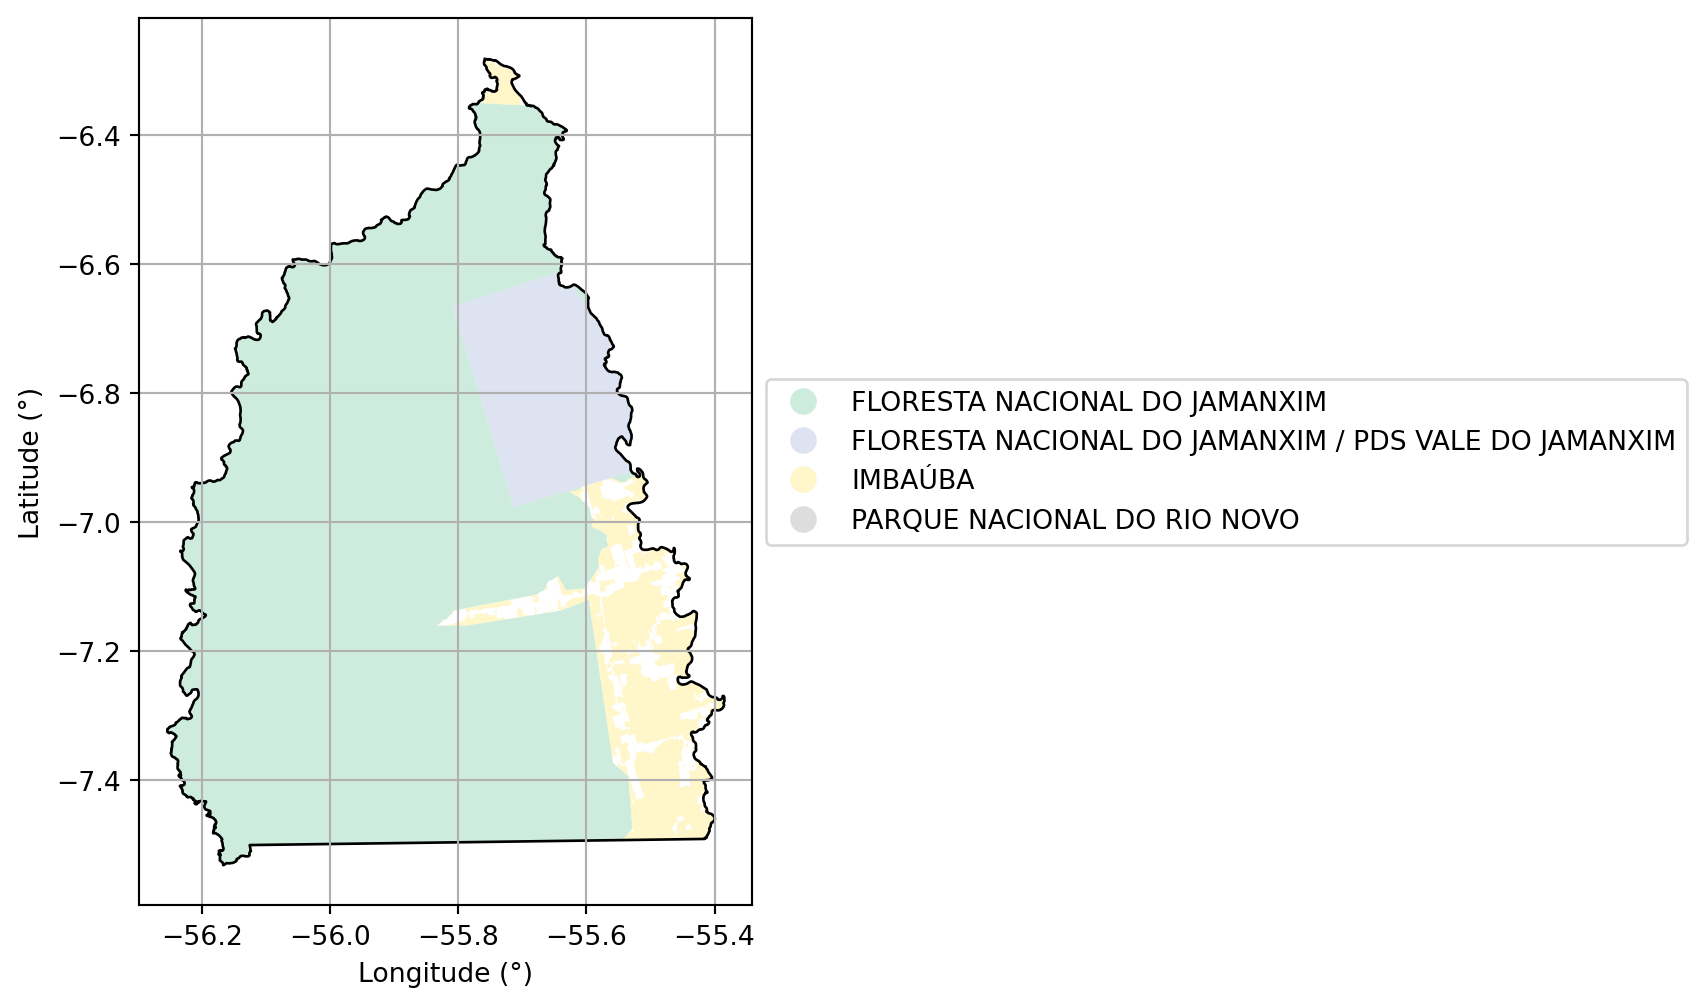 −6.4
−6.6
−6.8
−7.0
−7.2
−7.4
Latitude (°)
−56.2 −56.0 −55.8 −55.6 −55.4
Longitude (°)
FLORESTA NACIONAL DO JAMANXIM
FLORESTA NACIONAL DO JAMANXIM / PDS VALE DO JAMANXIM
IMBAÚBA
PARQUE NACIONAL DO RIO NOVO